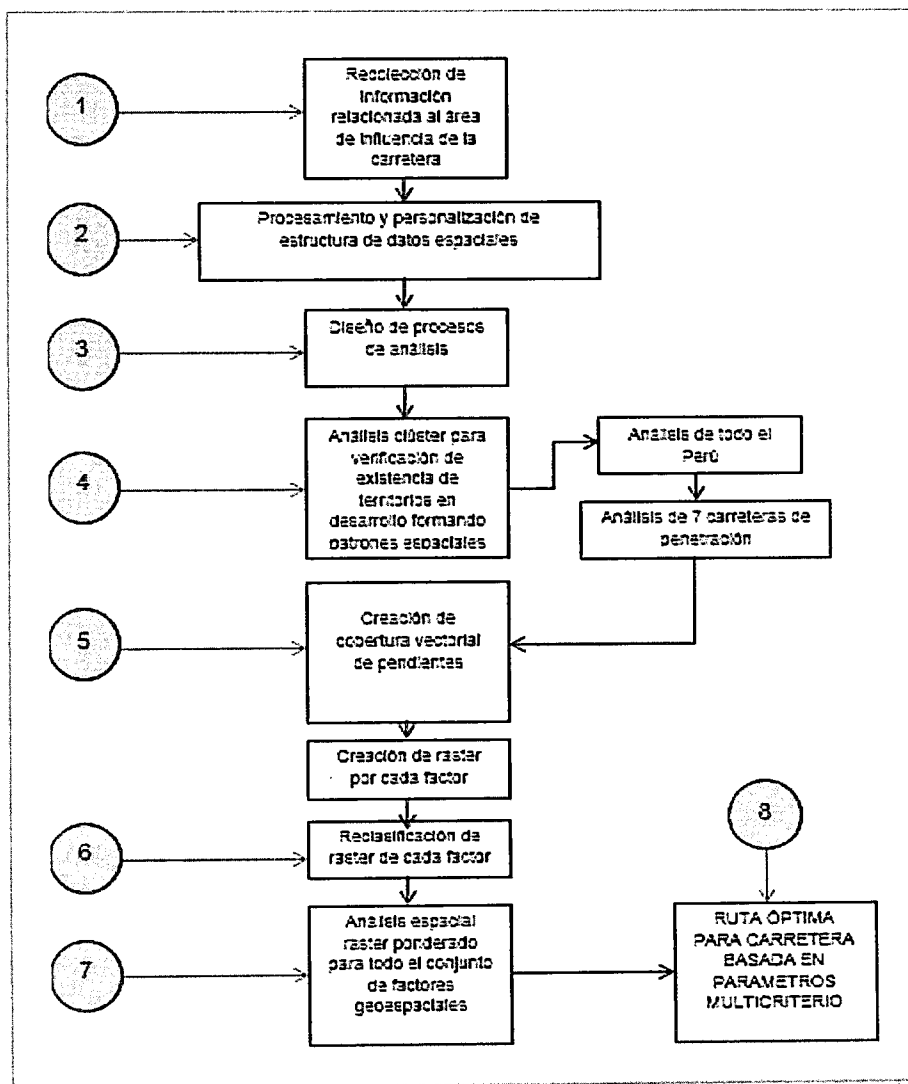 1
Recolección de
información
relacionada al área
de influencia de la
carretera
2
Procesamiento y personalización de
estructura de datos espaciales
3
Diseño de procesos
de análisis
4
Análisis clúster para
verificación de
existencia de
territorios en
desarrollo formando
patrones espaciales
Análisis de todo el
Perú
Análisis de 7 carreteras de
penetración
5
Creación de
cobertura vectorial
de pendientes
Creación de raster
por cada factor
6
Reclasificación de
raster de cada factor
7
Análisis espacial
raster ponderado
para todo el conjunto
de factores
geoespaciales
8
RUTA ÓPTIMA
PARA CARRETERA
BASADA EN
PARAMETROS
MULTICRITERIO